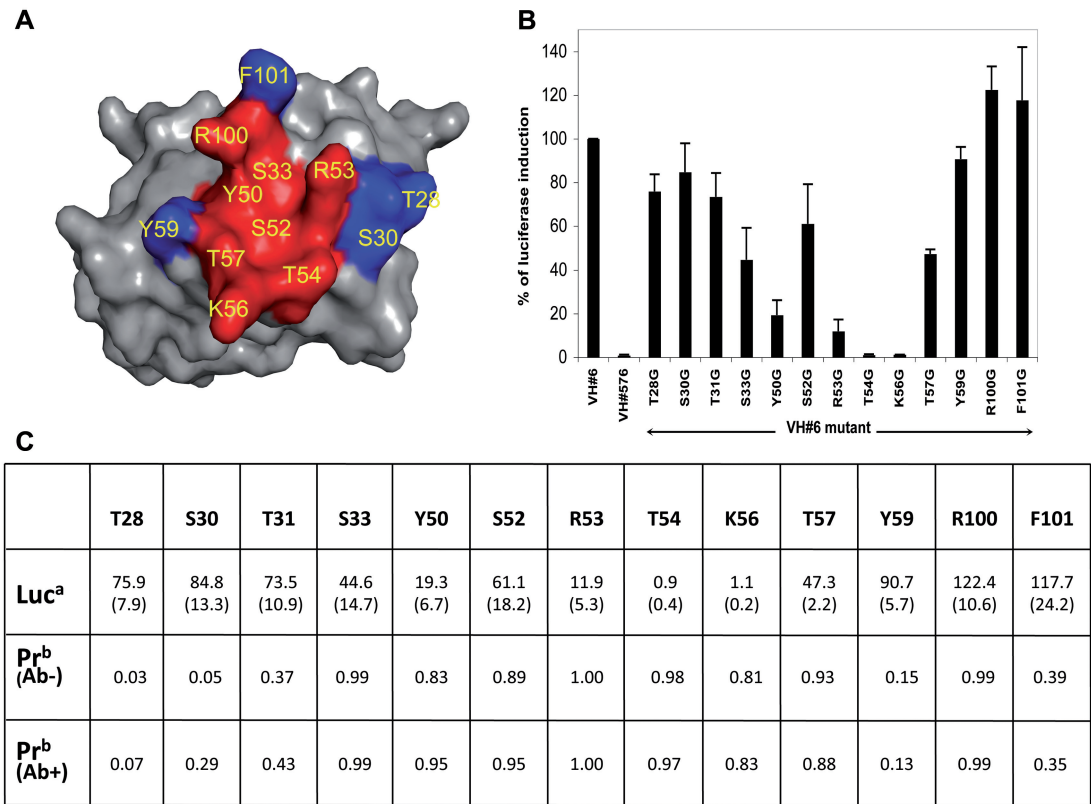 A
F101
R100
S33
R53
Y50
T28
Y59
S52
S30
T57
T54
K56
B
% of luciferase induction
140
120
100
80
60
40
20
0
VH#6
VH#576
T28G
S30G
T31G
S33G
Y50G
S52G
R53G
T54G
K56G
T57G
Y59G
R100G
F101G
VH#6 mutant
C
T28 S30 T31 S33 Y50 S52 R53 T54 K56 T57 Y59 R100 F101
Lucᵃ 75.9 84.8 73.5 44.6 19.3 61.1 11.9 0.9 1.1 47.3 90.7 122.4 117.7
(7.9) (13.3) (10.9) (14.7) (6.7) (18.2) (5.3) (0.4) (0.2) (2.2) (5.7) (10.6) (24.2)
Prᵇ
(Ab-) 0.03 0.05 0.37 0.99 0.83 0.89 1.00 0.98 0.81 0.93 0.15 0.99 0.39
Prᵇ
(Ab+) 0.07 0.29 0.43 0.99 0.95 0.95 1.00 0.97 0.83 0.88 0.13 0.99 0.35